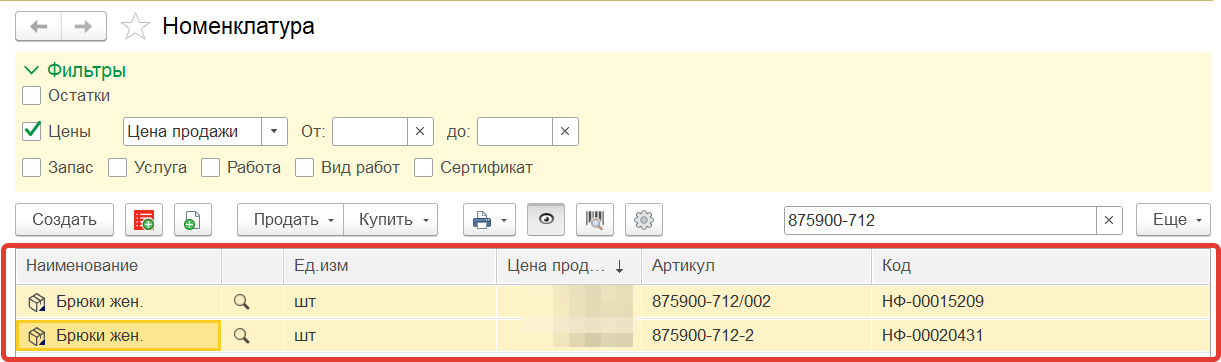 Номенклатура
Фильтры
Остатки
Цены Цена продажи От: до:
Запас Услуга Работа Вид работ Сертификат
Создать Продать Купить 875900-712 Еще
Наименование Ед.изм Цена прод... Артикул Код
Брюки жен. шт 875900-712/002 НФ-00015209
Брюки жен. шт 875900-712-2 НФ-00020431